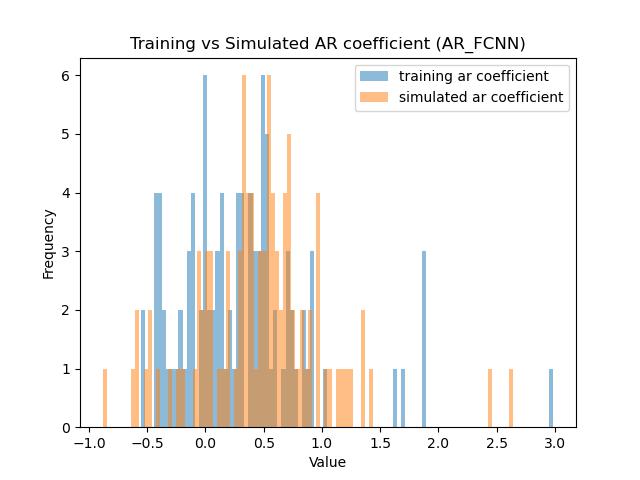 Training vs Simulated AR coefficient (AR_FCNN)
training ar coefficient
simulated ar coefficient
6
5
4
3
2
1
0
Frequency
−1.0 −0.5 0.0 0.5 1.0 1.5 2.0 2.5 3.0
Value